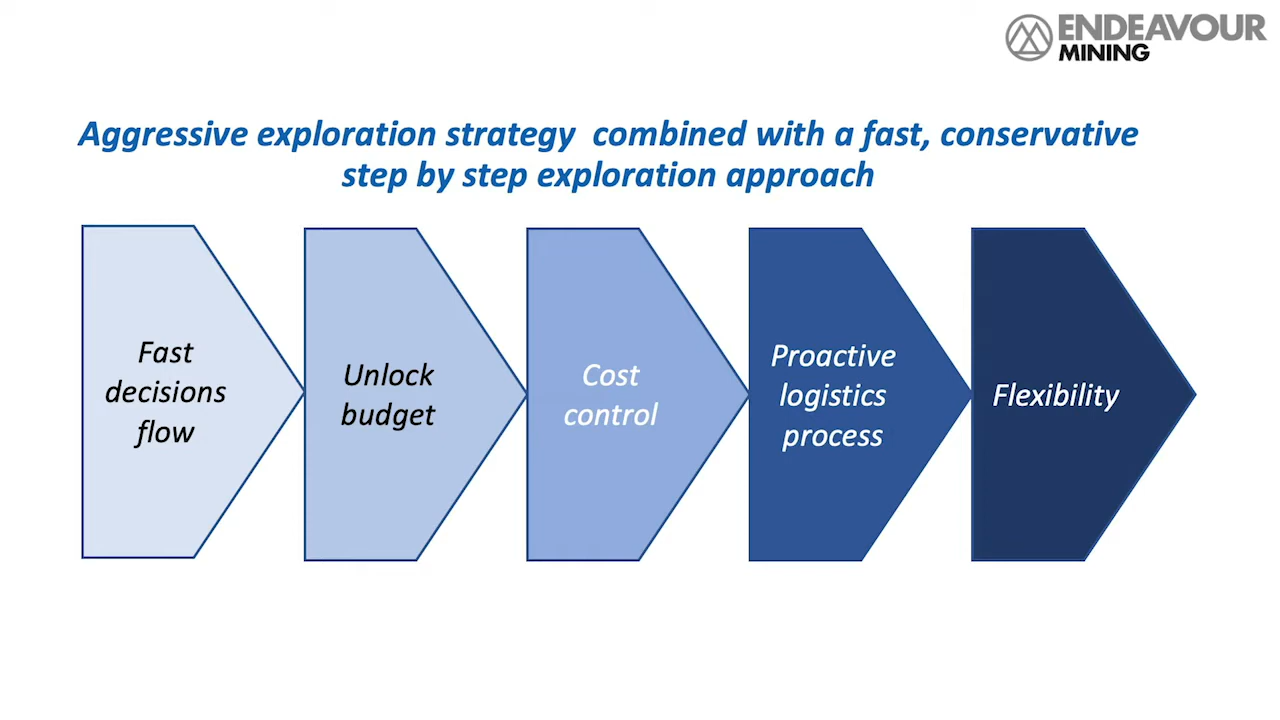 ENDEAVOUR
MINING
Aggressive exploration strategy combined with a fast, conservative
step by step exploration approach
Fast
decisions
flow
Unlock
budget
Cost
control
Proactive
logistics
process
Flexibility